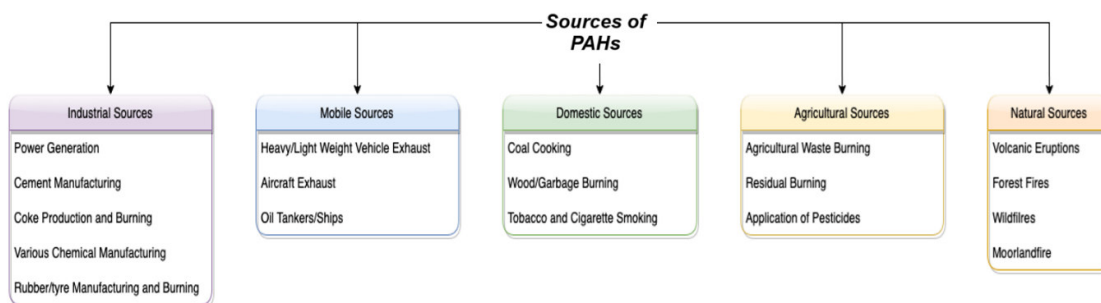 Sources of
PAHs
Industrial Sources
Power Generation
Cement Manufacturing
Coke Production and Burning
Various Chemical Manufacturing
Rubber/tyre Manufacturing and Burning
Mobile Sources
Heavy/Light Weight Vehicle Exhaust
Aircraft Exhaust
Oil Tankers/Ships
Domestic Sources
Coal Cooking
Wood/Garbage Burning
Tobacco and Cigarette Smoking
Agricultural Sources
Agricultural Waste Burning
Residual Burning
Application of Pesticides
Natural Sources
Volcanic Eruptions
Forest Fires
Wildfilres
Moorlandfire